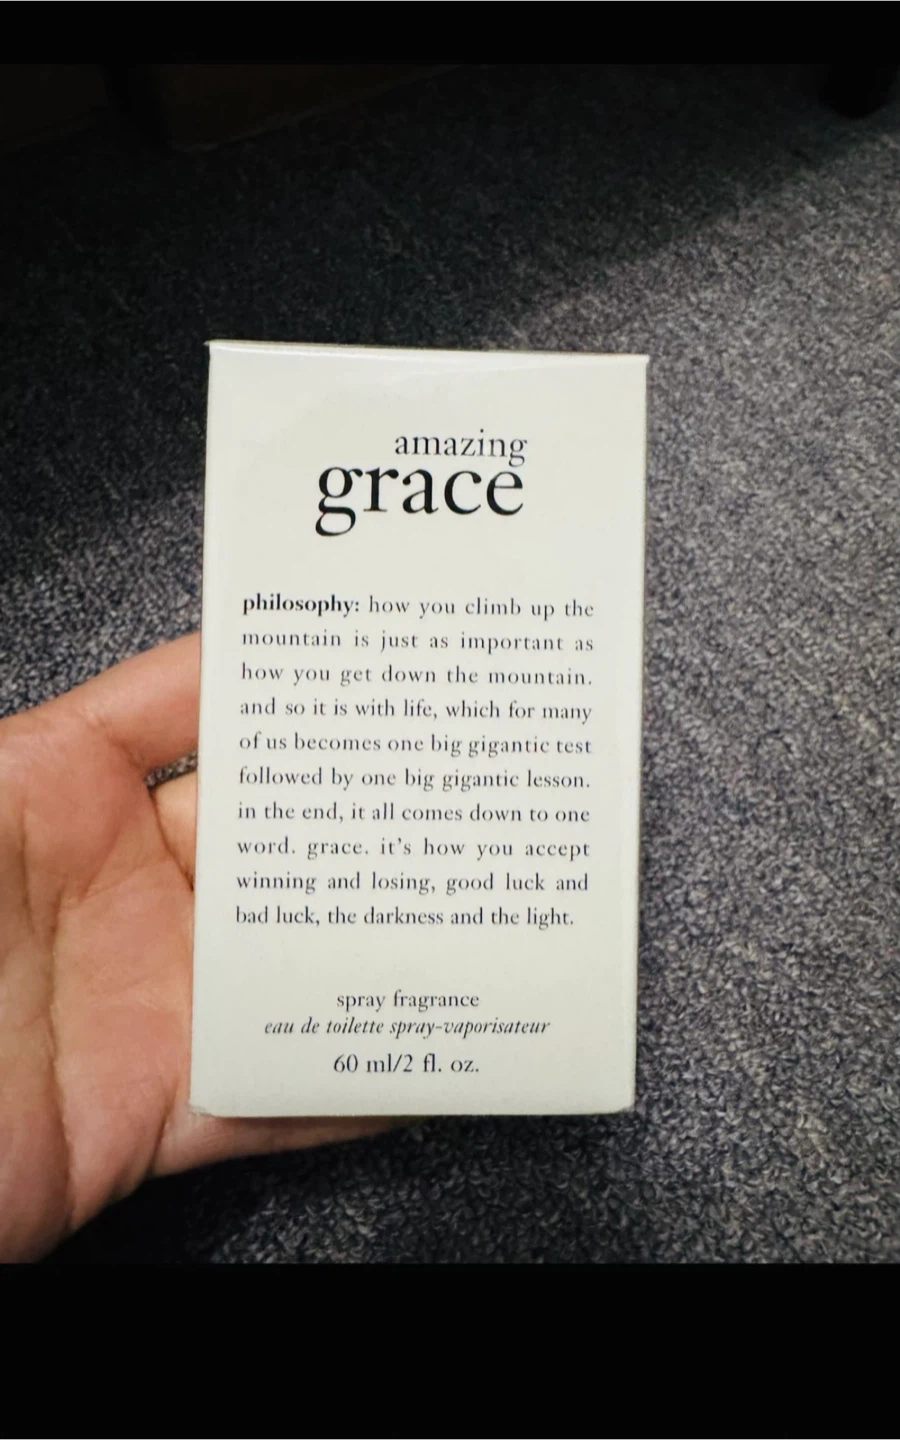 amazing
grace
philosophy: how you climb up the
mountain is just as important as
how you get down the mountain.
and so it is with life, which for many
of us becomes one big gigantic test
followed by one big gigantic lesson.
in the end, it all comes down to one
word. grace. it's how you accept
winning and losing, good luck and
bad luck, the darkness and the light.
spray fragrance
eau de toilette spray-vaporisateur
60 ml/2 fl. oz.